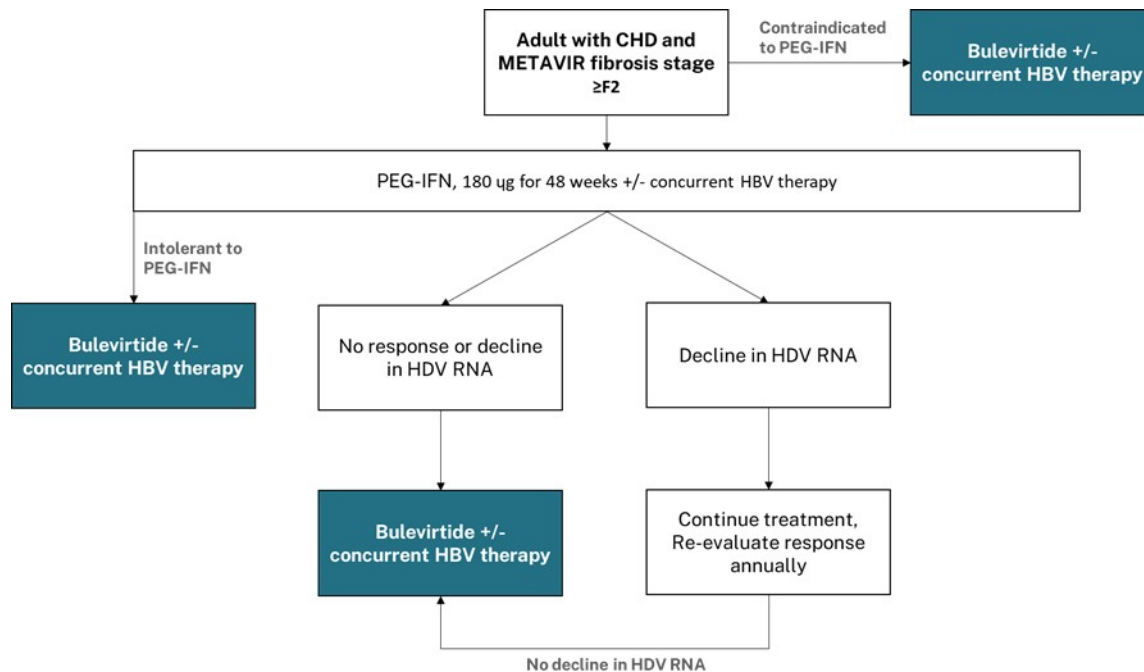 Adult with CHD and
METAVIR fibrosis stage
≥F2
Contraindicated
to PEG-IFN
Bulevirtide +/-
concurrent HBV therapy
PEG-IFN, 180 ųg for 48 weeks +/- concurrent HBV therapy
Intolerant to
PEG-IFN
Bulevirtide +/-
concurrent HBV therapy
No response or decline
in HDV RNA
Decline in HDV RNA
Bulevirtide +/-
concurrent HBV therapy
Continue treatment,
Re-evaluate response
annually
No decline in HDV RNA